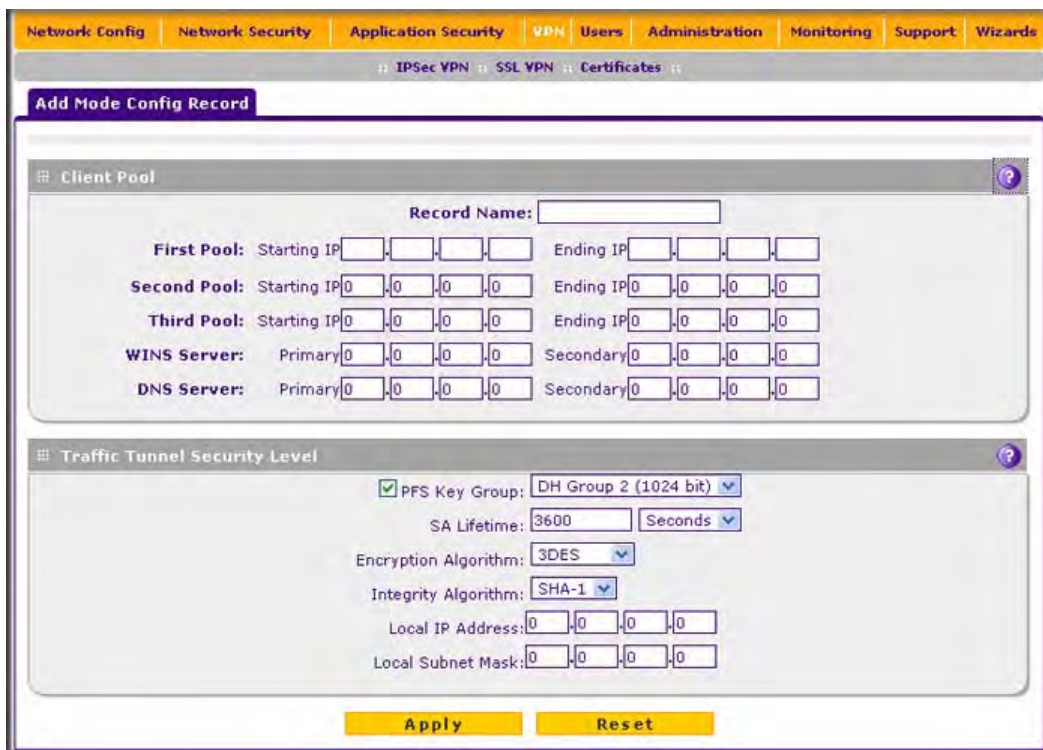 Network Config Network Security Application Security VPN Users Administration Monitoring Support Wizards
:: IPSec VPN :: SSL VPN :: Certificates ::
Add Mode Config Record
Client Pool ?
Record Name:
First Pool: Starting IP . . . Ending IP . . .
Second Pool: Starting IP 0 .0 .0 .0 Ending IP 0 .0 .0 .0
Third Pool: Starting IP 0 .0 .0 .0 Ending IP 0 .0 .0 .0
WINS Server: Primary 0 .0 .0 .0 Secondary 0 .0 .0 .0
DNS Server: Primary 0 .0 .0 .0 Secondary 0 .0 .0 .0
Traffic Tunnel Security Level ?
PFS Key Group: DH Group 2 (1024 bit)
SA Lifetime: 3600 Seconds
Encryption Algorithm: 3DES
Integrity Algorithm: SHA-1
Local IP Address: 0 .0 .0 .0
Local Subnet Mask: 0 .0 .0 .0
Apply Reset